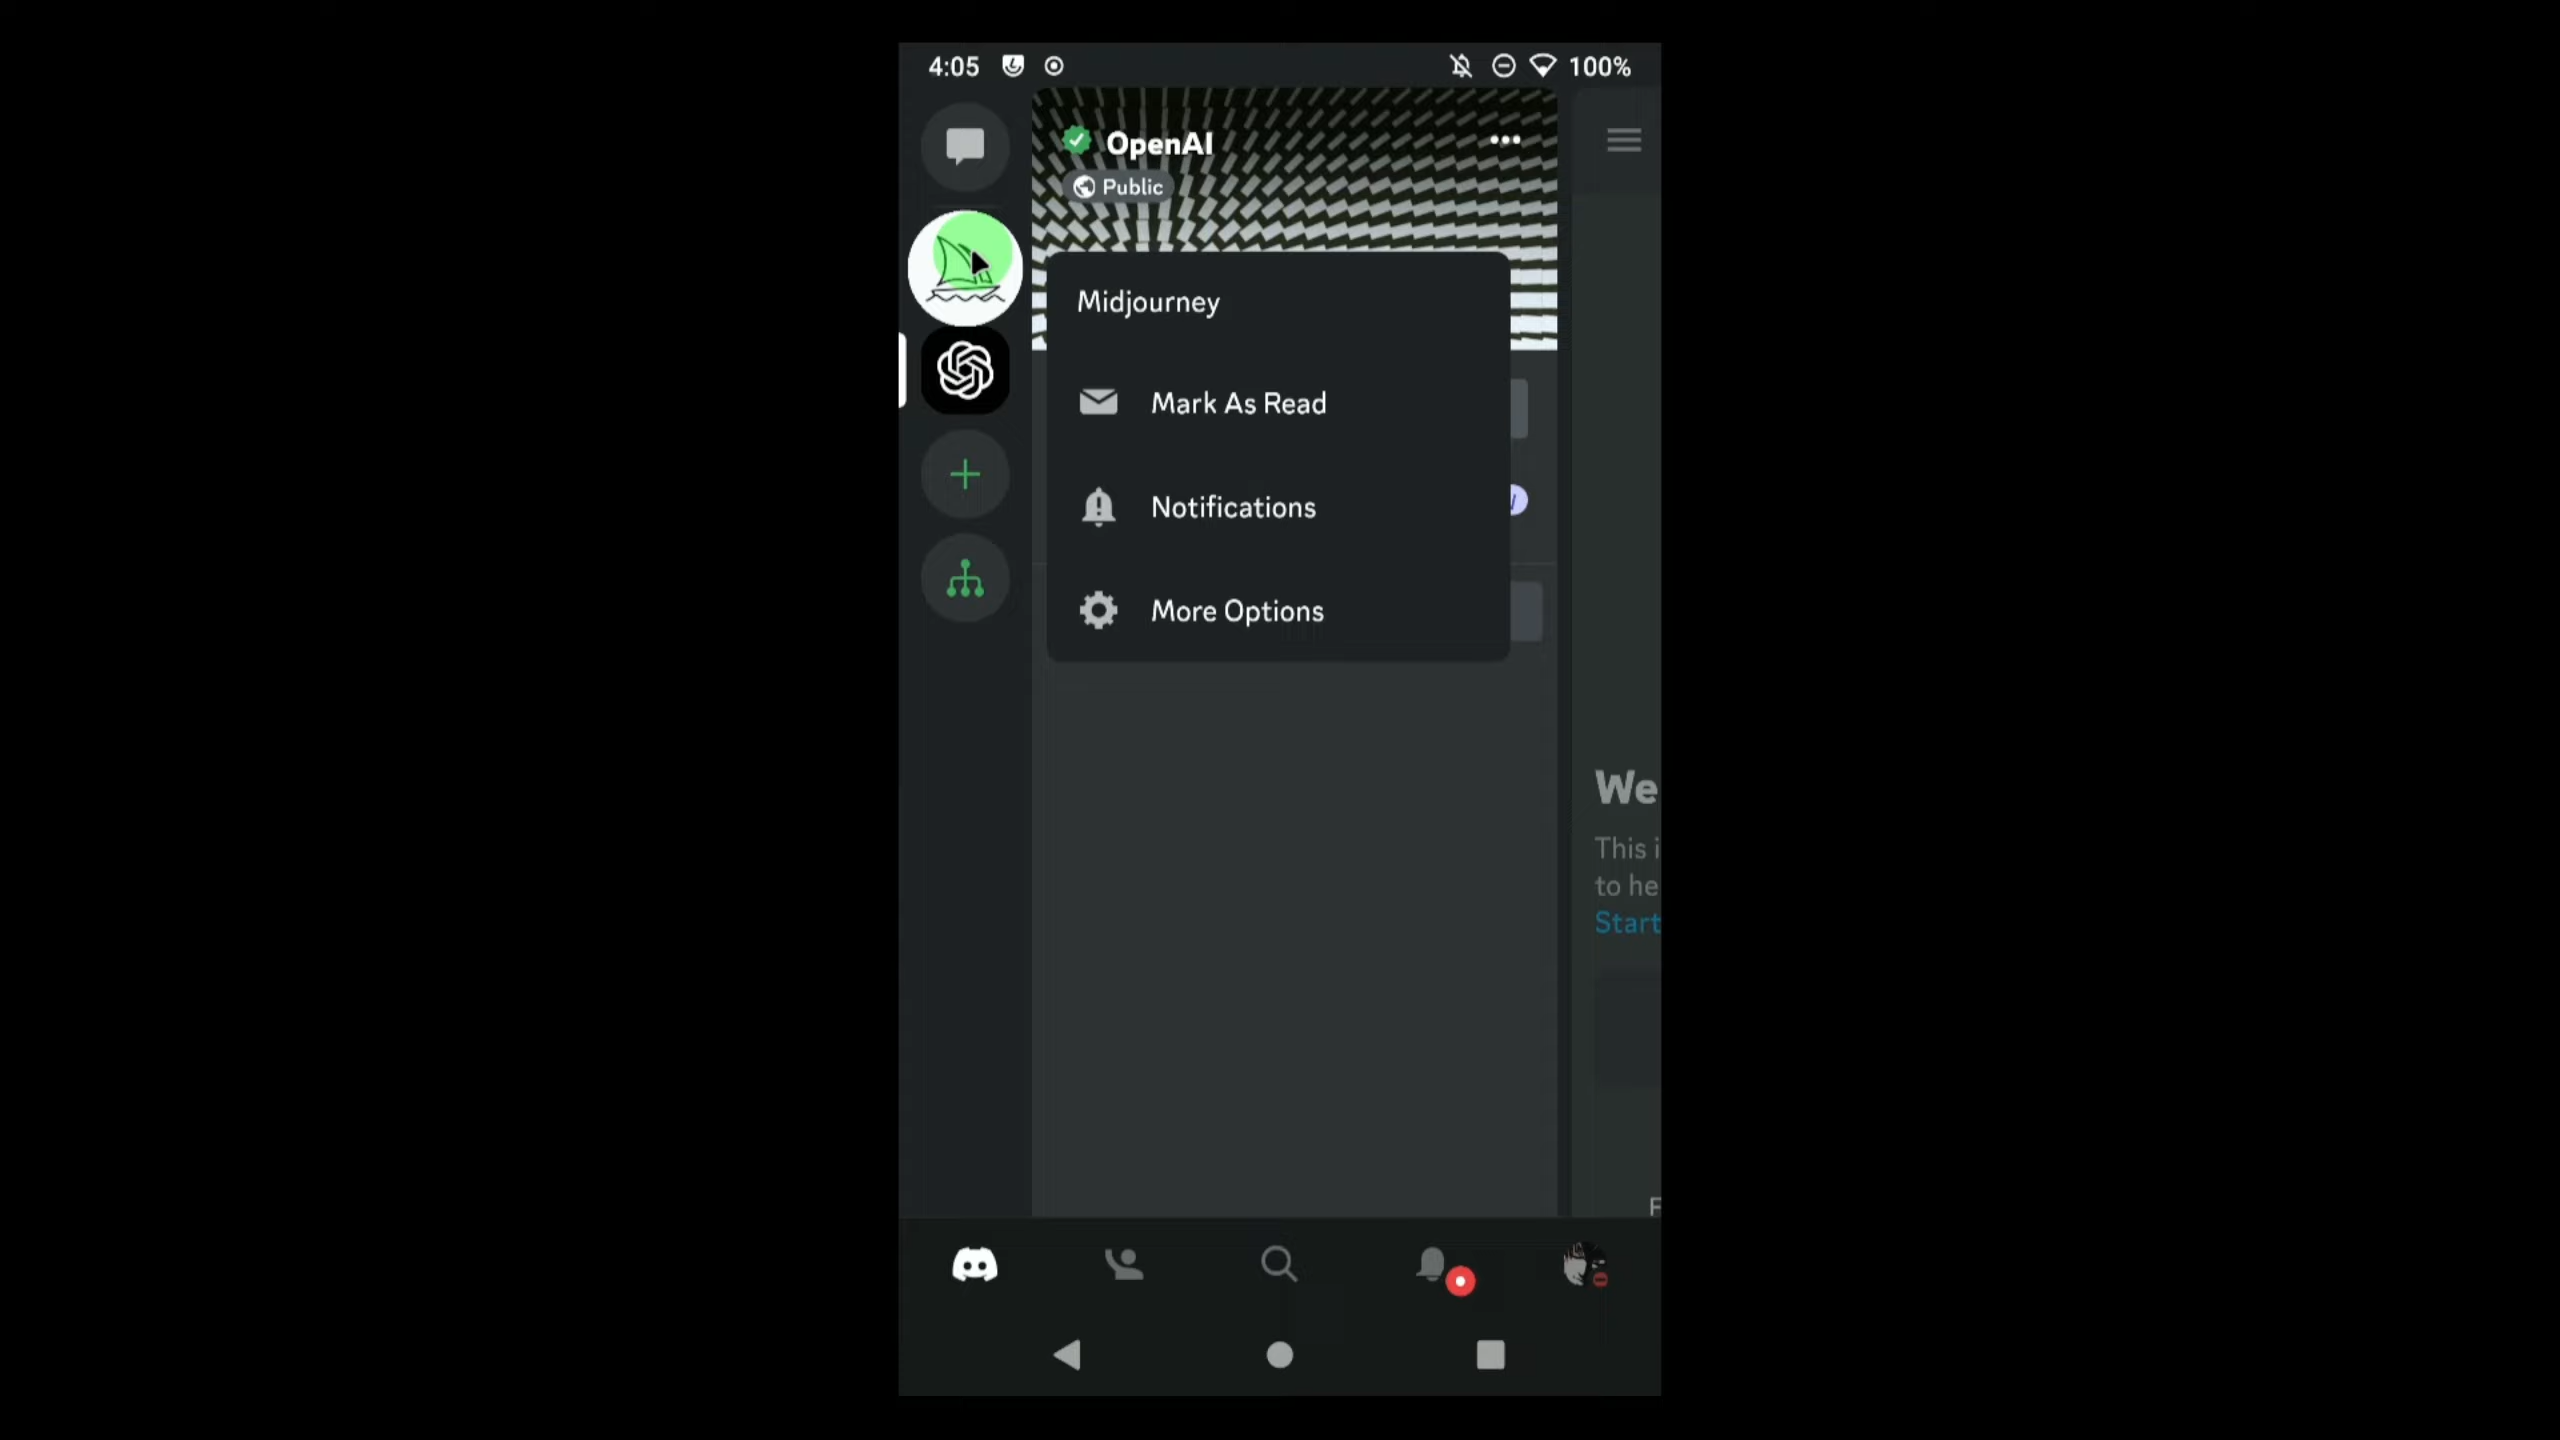 4:05
100%
OpenAI
Public
Midjourney
Mark As Read
Notifications
More Options
We
This i
to he
Start
F